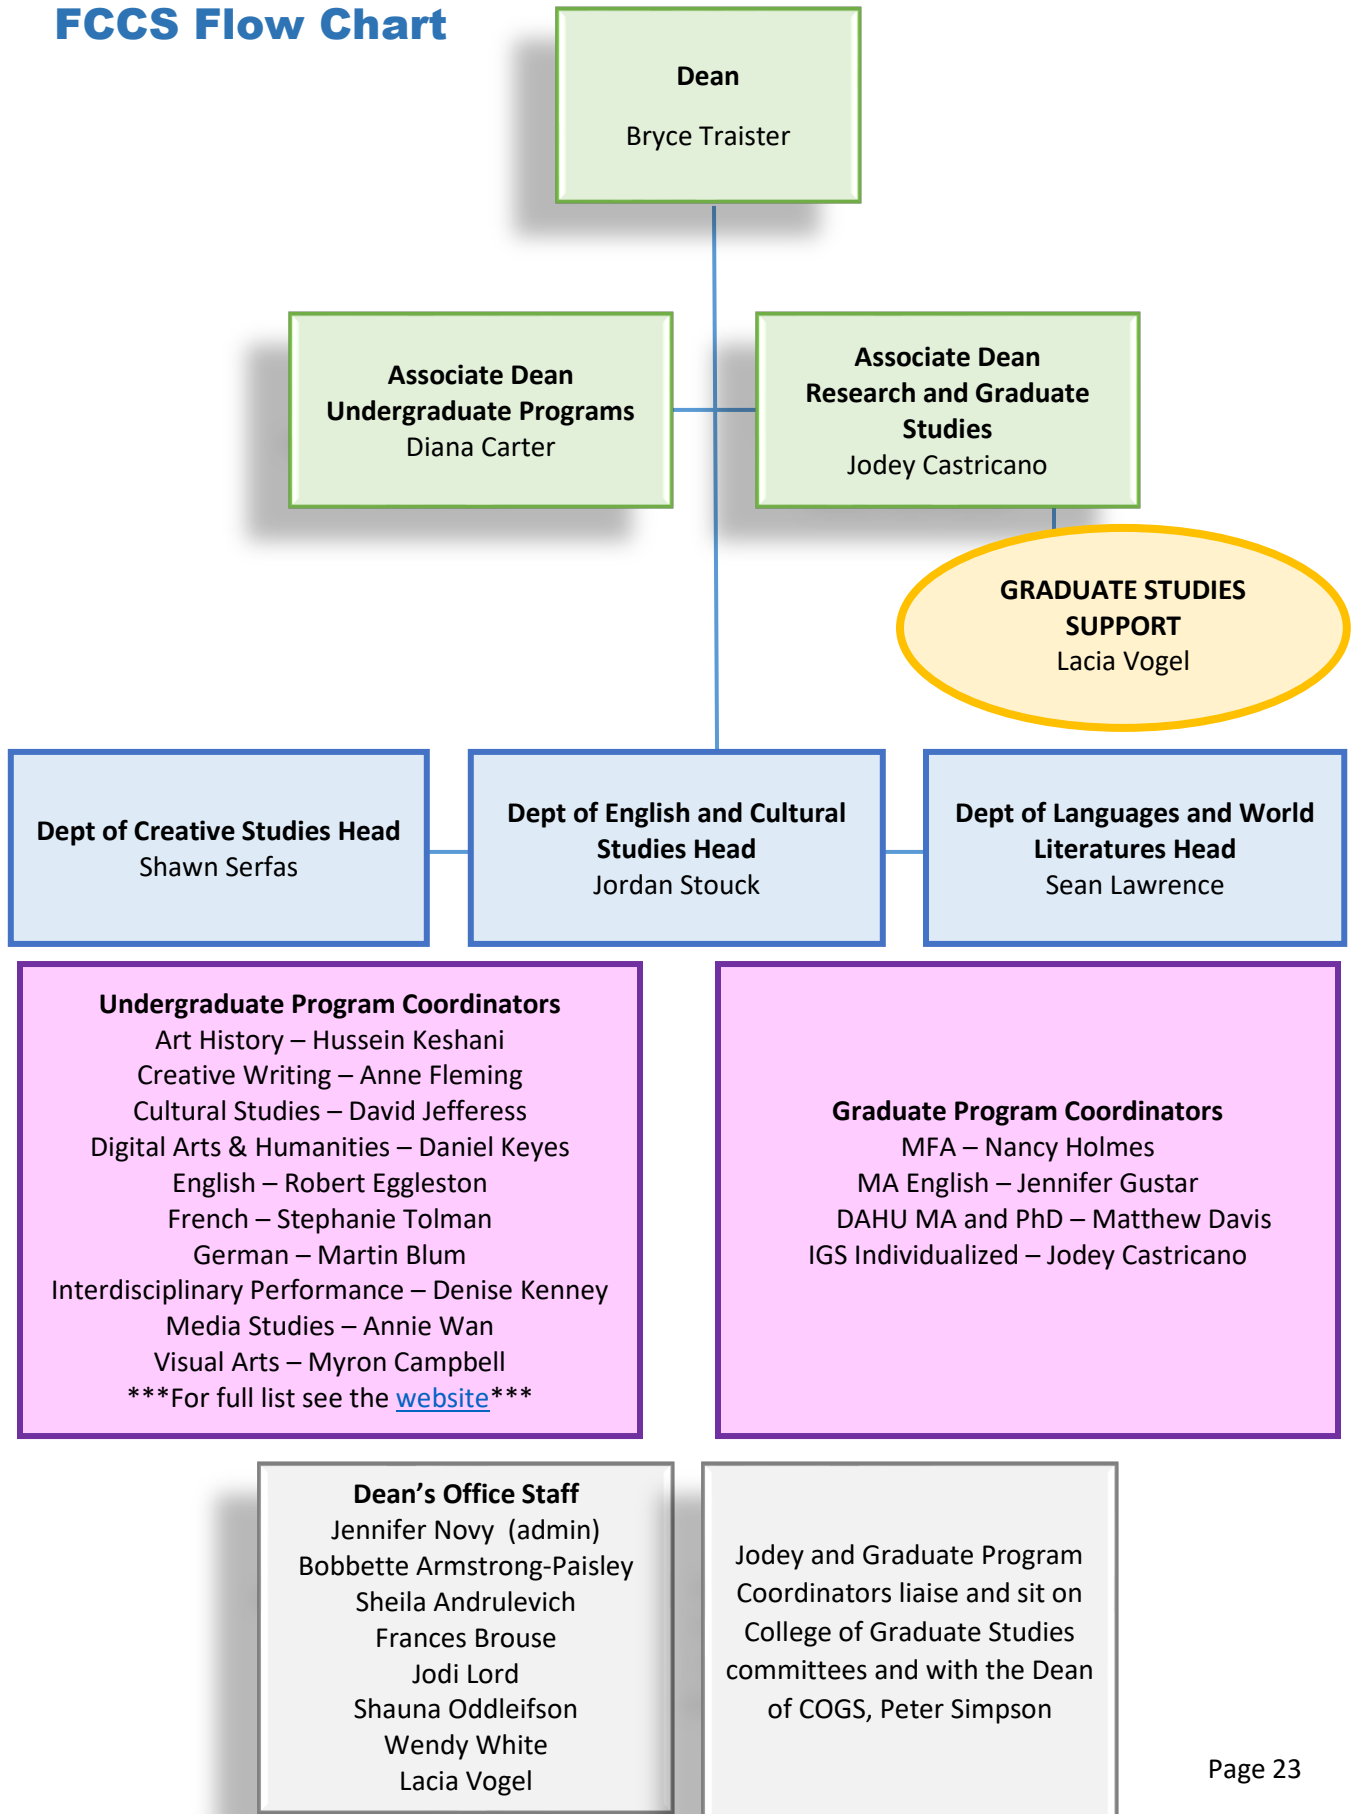 FCCS Flow Chart
Dean
Bryce Traister
Associate Dean
Undergraduate Programs
Diana Carter
Associate Dean
Research and Graduate
Studies
Jodey Castricano
GRADUATE STUDIES
SUPPORT
Lacia Vogel
Dept of Creative Studies Head
Shawn Serfas
Dept of English and Cultural
Studies Head
Jordan Stouck
Dept of Languages and World
Literatures Head
Sean Lawrence
Undergraduate Program Coordinators
Art History – Hussein Keshani
Creative Writing – Anne Fleming
Cultural Studies – David Jefferess
Digital Arts & Humanities – Daniel Keyes
English – Robert Eggleston
French – Stephanie Tolman
German – Martin Blum
Interdisciplinary Performance – Denise Kenney
Media Studies – Annie Wan
Visual Arts – Myron Campbell
***For full list see the website***
Graduate Program Coordinators
MFA – Nancy Holmes
MA English – Jennifer Gustar
DAHU MA and PhD – Matthew Davis
IGS Individualized – Jodey Castricano
Dean’s Office Staff
Jennifer Novy (admin)
Bobbette Armstrong-Paisley
Sheila Andrulevich
Frances Brouse
Jodi Lord
Shauna Oddleifson
Wendy White
Lacia Vogel
Jodey and Graduate Program
Coordinators liaise and sit on
College of Graduate Studies
committees and with the Dean
of COGS, Peter Simpson
Page 23